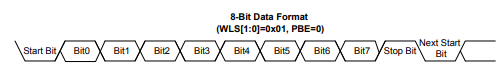 8-Bit Data Format
(WLS[1:0]=0x01, PBE=0)
Start Bit Bit0 Bit1 Bit2 Bit3 Bit4 Bit5 Bit6 Bit7 Stop Bit Next Start
Bit